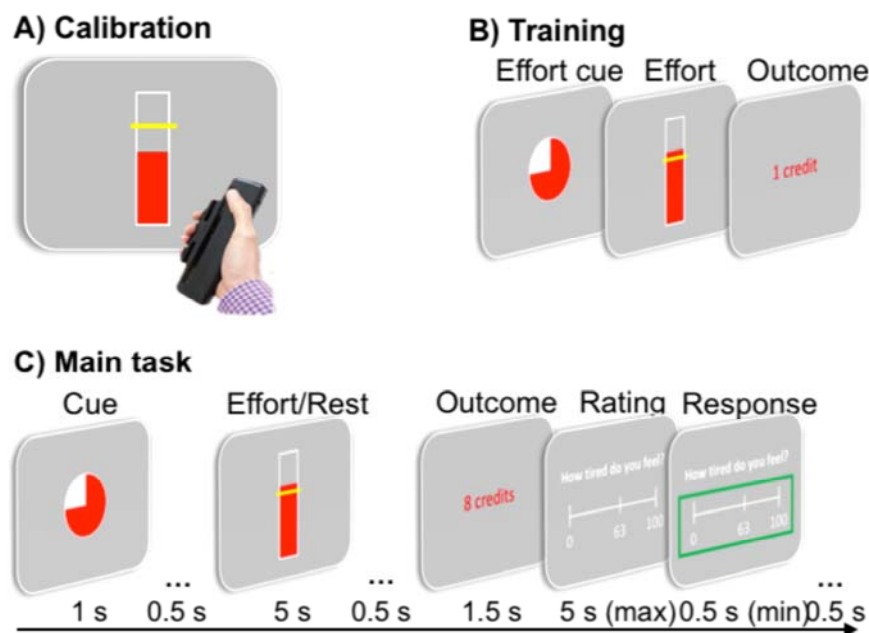 A) Calibration
B) Training
Effort cue Effort Outcome
1 credit
C) Main task
Cue Effort/Rest Outcome Rating Response
8 credits
How tired do you feel?
0 63 100
How tired do you feel?
0 63 100
... ... ...
1 s 0.5 s 5 s 0.5 s 1.5 s 5 s (max) 0.5 s (min) 0.5 s